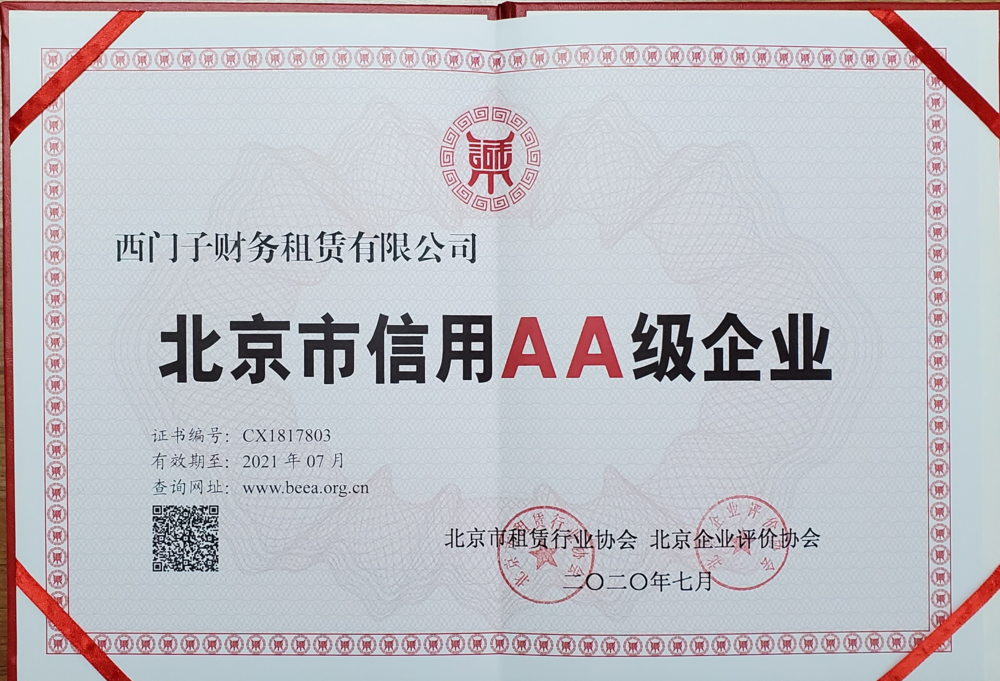 誠
西门子财务租赁有限公司
北京市信用AA级企业
证书编号：CX1817803
有效期至：2021 年 07 月
查询网址：www.beea.org.cn
北京市租赁行业协会 北京企业评价协会
二〇二〇年七月